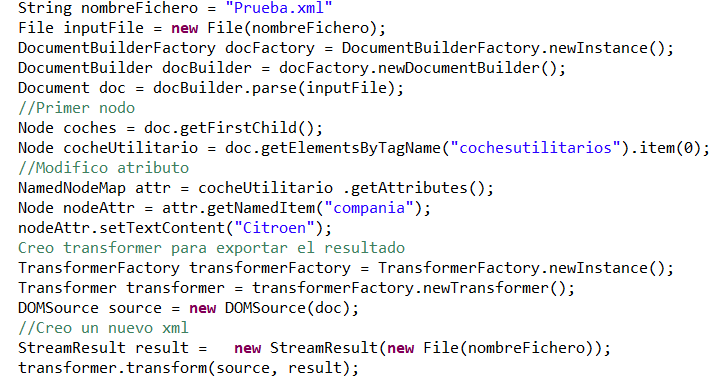 String nombreFichero = "Prueba.xml"
File inputFile = new File(nombreFichero);
DocumentBuilderFactory docFactory = DocumentBuilderFactory.newInstance();
DocumentBuilder docBuilder = docFactory.newDocumentBuilder();
Document doc = docBuilder.parse(inputFile);
//Primer nodo
Node coches = doc.getFirstChild();
Node cocheUtilitario = doc.getElementsByTagName("cochesutilitarios").item(0);
//Modifico atributo
NamedNodeMap attr = cocheUtilitario .getAttributes();
Node nodeAttr = attr.getNamedItem("compania");
nodeAttr.setTextContent("Citroen");
Creo transformer para exportar el resultado
TransformerFactory transformerFactory = TransformerFactory.newInstance();
Transformer transformer = transformerFactory.newTransformer();
DOMSource source = new DOMSource(doc);
//Creo un nuevo xml
StreamResult result =   new StreamResult(new File(nombreFichero));
transformer.transform(source, result);